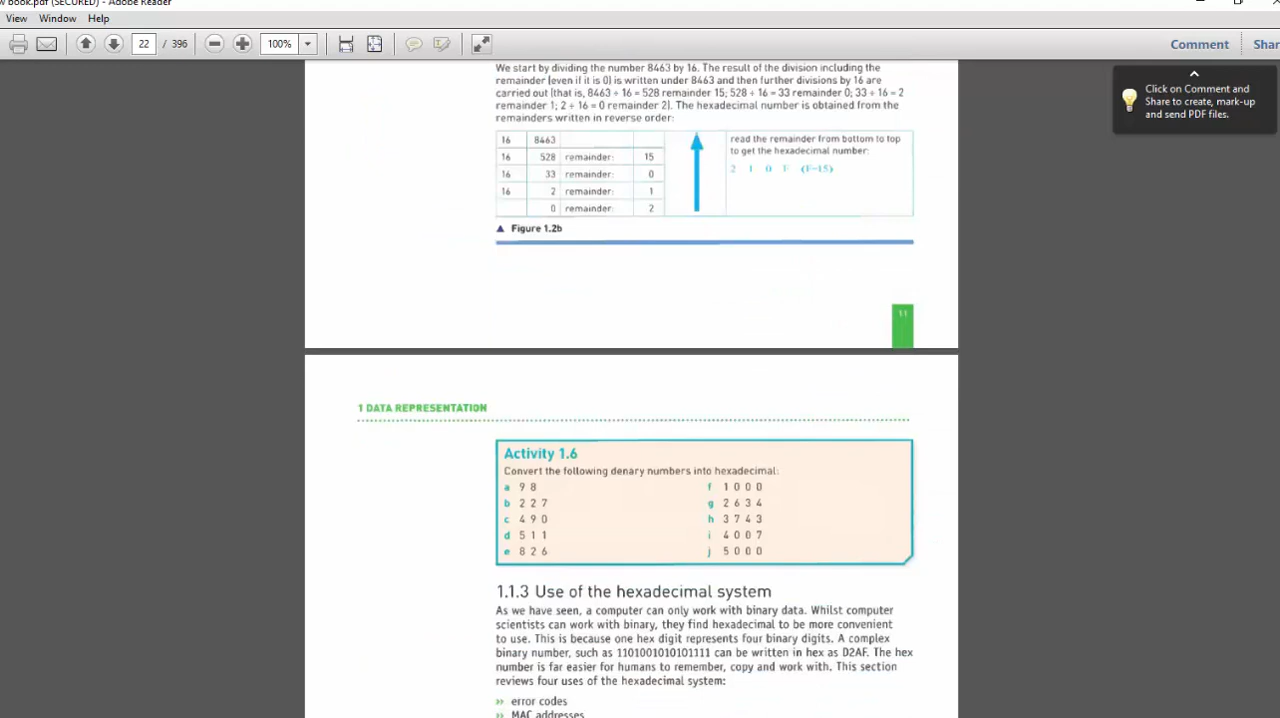 w book.pdf (SECURED) - Adobe Reader
View Window Help
22 / 396 100% Comment Shar
Click on Comment and
Share to create, mark-up
and send PDF files.
We start by dividing the number 8463 by 16. The result of the division including the
remainder (even if it is 0) is written under 8463 and then further divisions by 16 are
carried out (that is, 8463 ÷ 16 = 528 remainder 15; 528 ÷ 16 = 33 remainder 0; 33 ÷ 16 = 2
remainder 1; 2 ÷ 16 = 0 remainder 2). The hexadecimal number is obtained from the
remainders written in reverse order:
16 8463
16 528 remainder: 15
16 33 remainder: 0
16 2 remainder: 1
0 remainder: 2
read the remainder from bottom to top
to get the hexadecimal number:
2 1 0 F (F=15)
▲ Figure 1.2b
11
1 DATA REPRESENTATION
Activity 1.6
Convert the following denary numbers into hexadecimal:
a 9 8
b 2 2 7
c 4 9 0
d 5 1 1
e 8 2 6
f 1 0 0 0
g 2 6 3 4
h 3 7 4 3
i 4 0 0 7
j 5 0 0 0
1.1.3 Use of the hexadecimal system
As we have seen, a computer can only work with binary data. Whilst computer
scientists can work with binary, they find hexadecimal to be more convenient
to use. This is because one hex digit represents four binary digits. A complex
binary number, such as 1101001010101111 can be written in hex as D2AF. The hex
number is far easier for humans to remember, copy and work with. This section
reviews four uses of the hexadecimal system:
» error codes
» MAC addresses